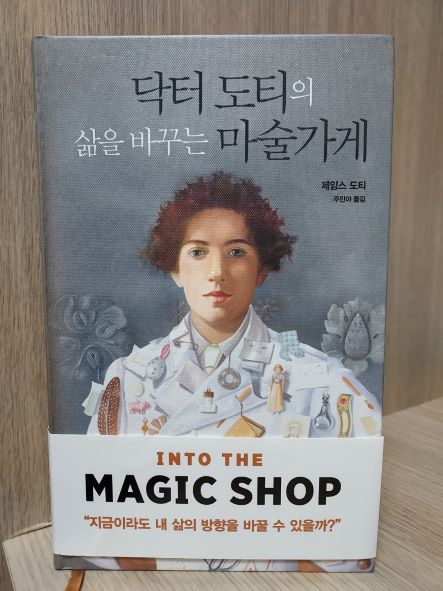 닥터 도티의
삶을 바꾸는 마술가게
제임스 도티
주민아 옮김
INTO THE
MAGIC SHOP
“지금이라도 내 삶의 방향을 바꿀 수 있을까?”